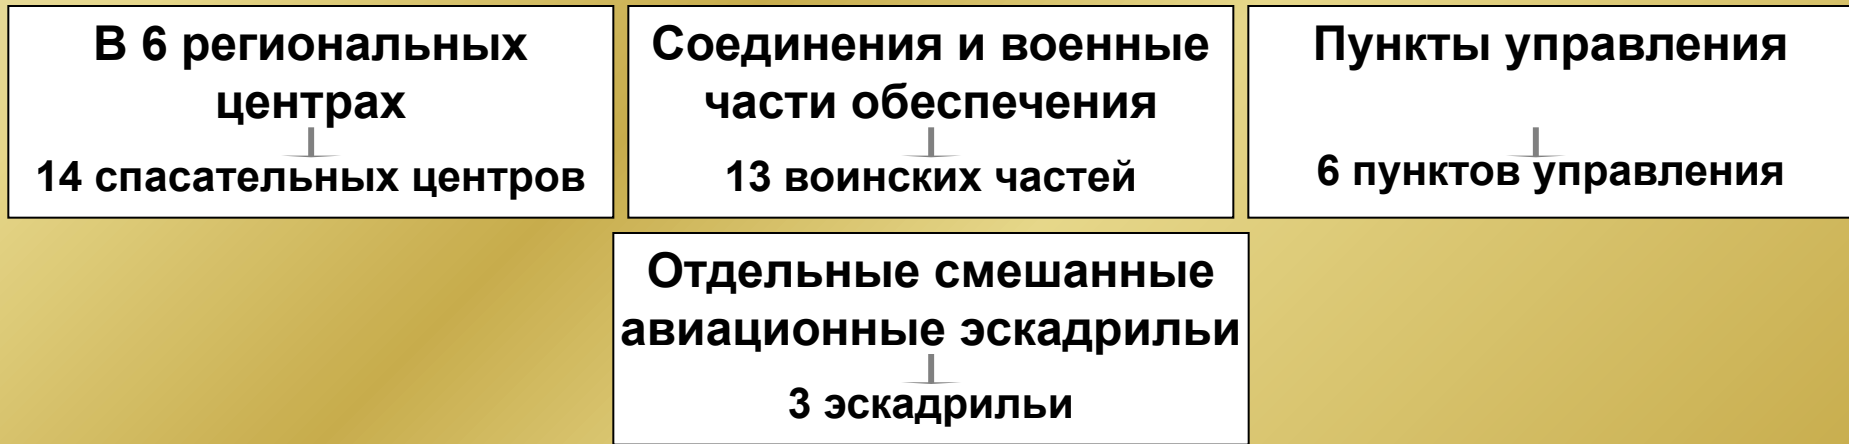 В 6 региональных
центрах
14 спасательных центров
Соединения и военные
части обеспечения
13 воинских частей
Пункты управления
6 пунктов управления
Отдельные смешанные
авиационные эскадрильи
3 эскадрильи